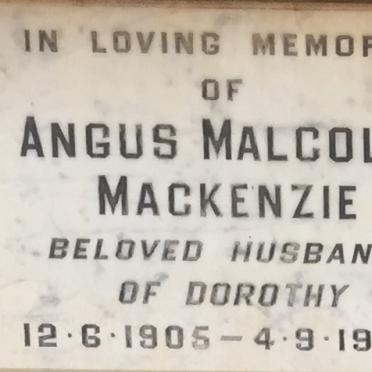 IN LOVING MEMOR
OF
ANGUS MALCOL
MACKENZIE
BELOVED HUSBAN
OF DOROTHY
12·6·1905–4·9·19